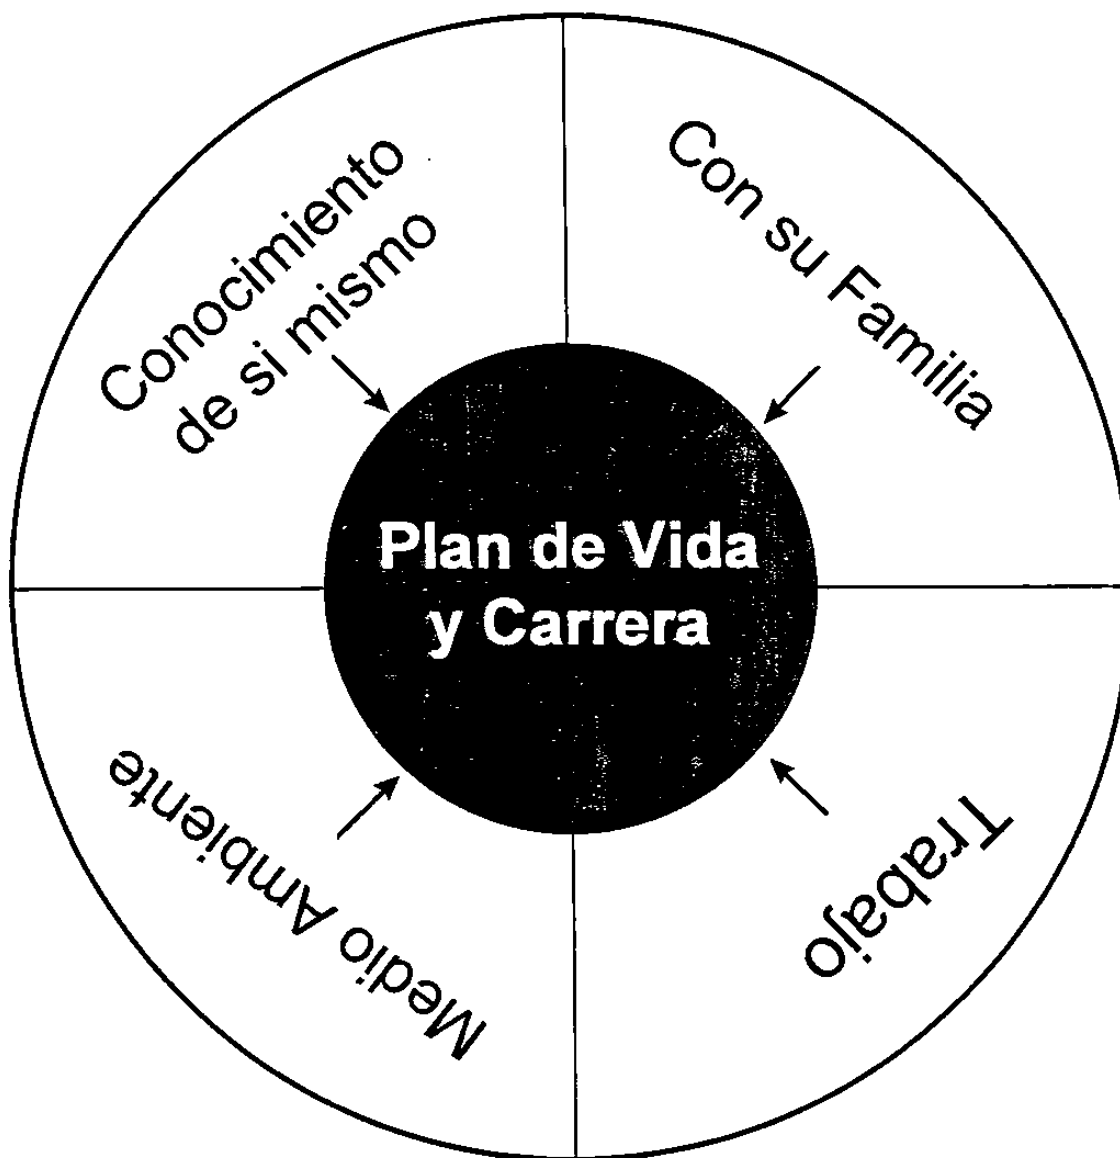 Conocimiento
de si mismo
Con su Familia
Plan de Vida
y Carrera
Medio Ambiente
Trabajo